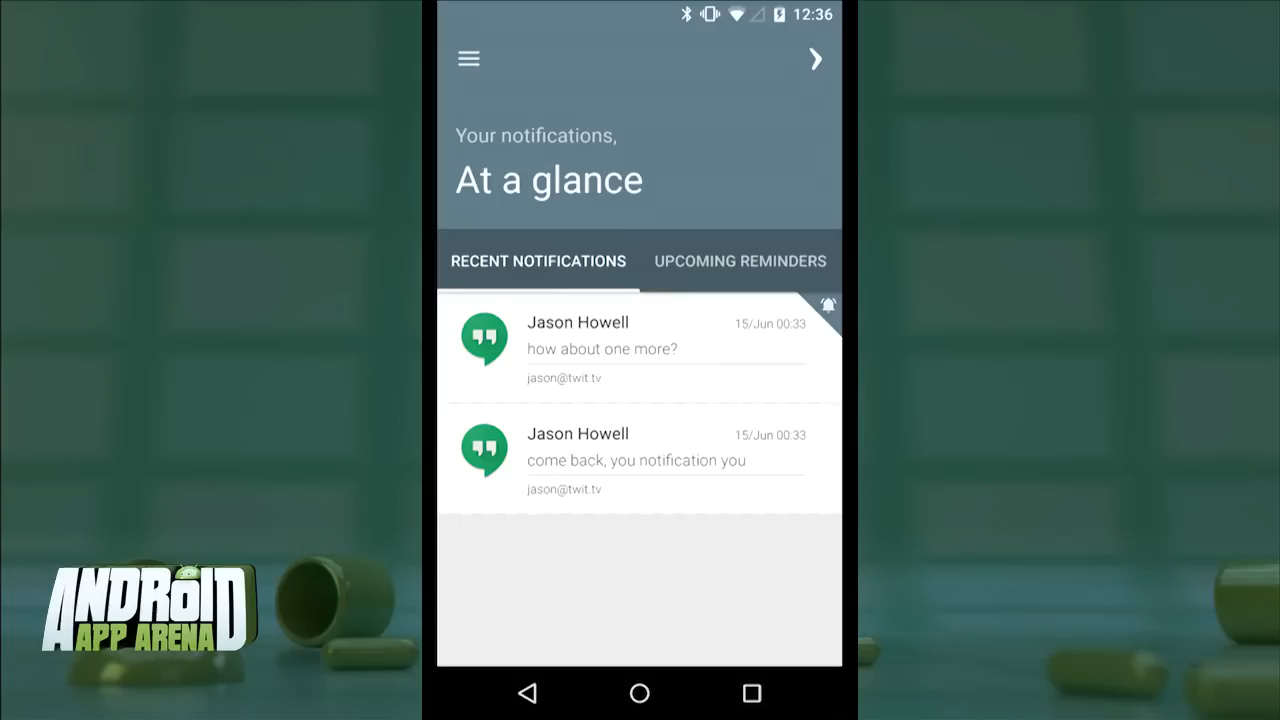 12:36
Your notifications,
At a glance
RECENT NOTIFICATIONS UPCOMING REMINDERS
Jason Howell 15/Jun 00:33
how about one more?
jason@twit.tv
Jason Howell 15/Jun 00:33
come back, you notification you
jason@twit.tv
ANDROID
APP ARENA